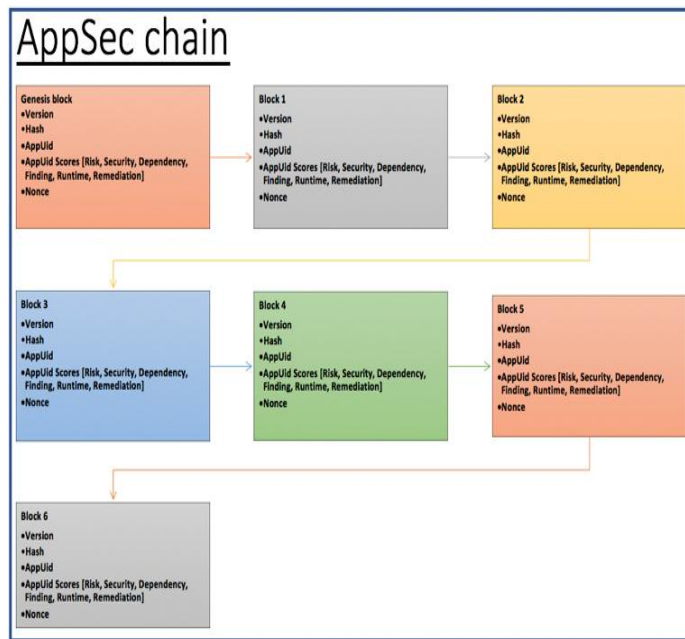 AppSec chain
Genesis block
•Version
•Hash
•AppUid
•AppUid Scores [Risk, Security, Dependency,
Finding, Runtime, Remediation]
•Nonce
Block 1
•Version
•Hash
•AppUid
•AppUid Scores [Risk, Security, Dependency,
Finding, Runtime, Remediation]
•Nonce
Block 2
•Version
•Hash
•AppUid
•AppUid Scores [Risk, Security, Dependency,
Finding, Runtime, Remediation]
•Nonce
Block 3
•Version
•Hash
•AppUid
•AppUid Scores [Risk, Security, Dependency,
Finding, Runtime, Remediation]
•Nonce
Block 4
•Version
•Hash
•AppUid
•AppUid Scores [Risk, Security, Dependency,
Finding, Runtime, Remediation]
•Nonce
Block 5
•Version
•Hash
•AppUid
•AppUid Scores [Risk, Security, Dependency,
Finding, Runtime, Remediation]
•Nonce
Block 6
•Version
•Hash
•AppUid
•AppUid Scores [Risk, Security, Dependency,
Finding, Runtime, Remediation]
•Nonce